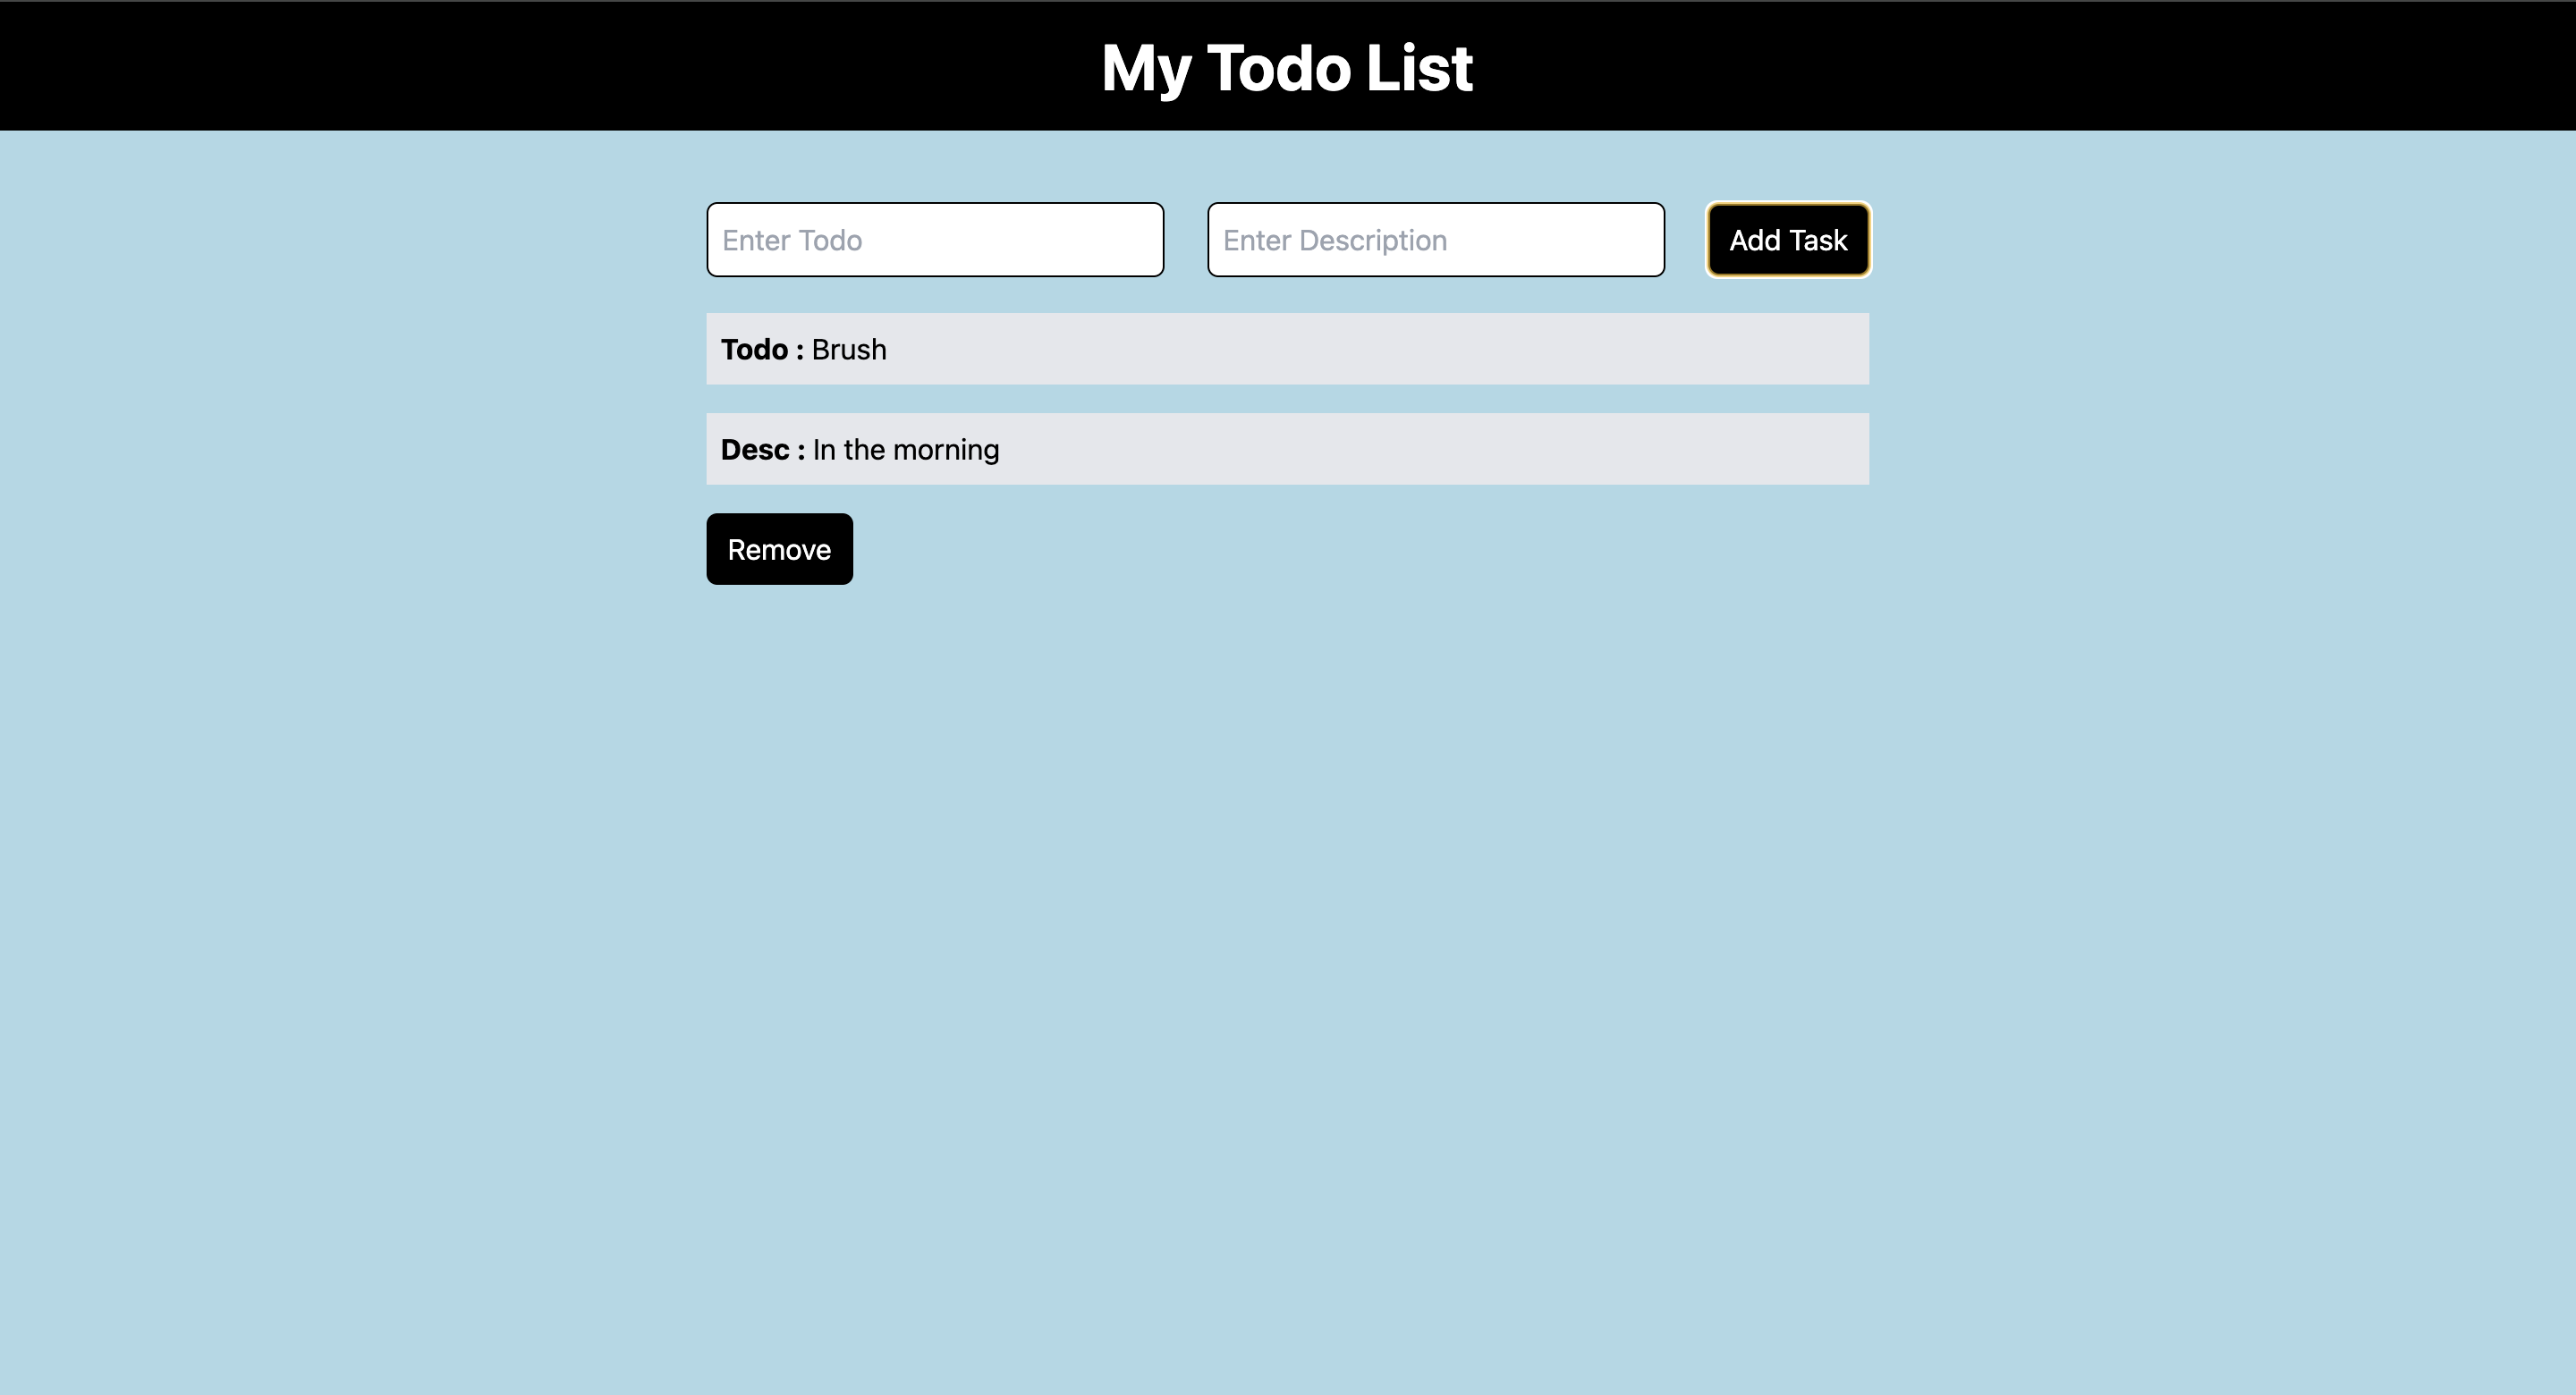 My Todo List
Enter Todo
Enter Description
Add Task
Todo : Brush
Desc : In the morning
Remove